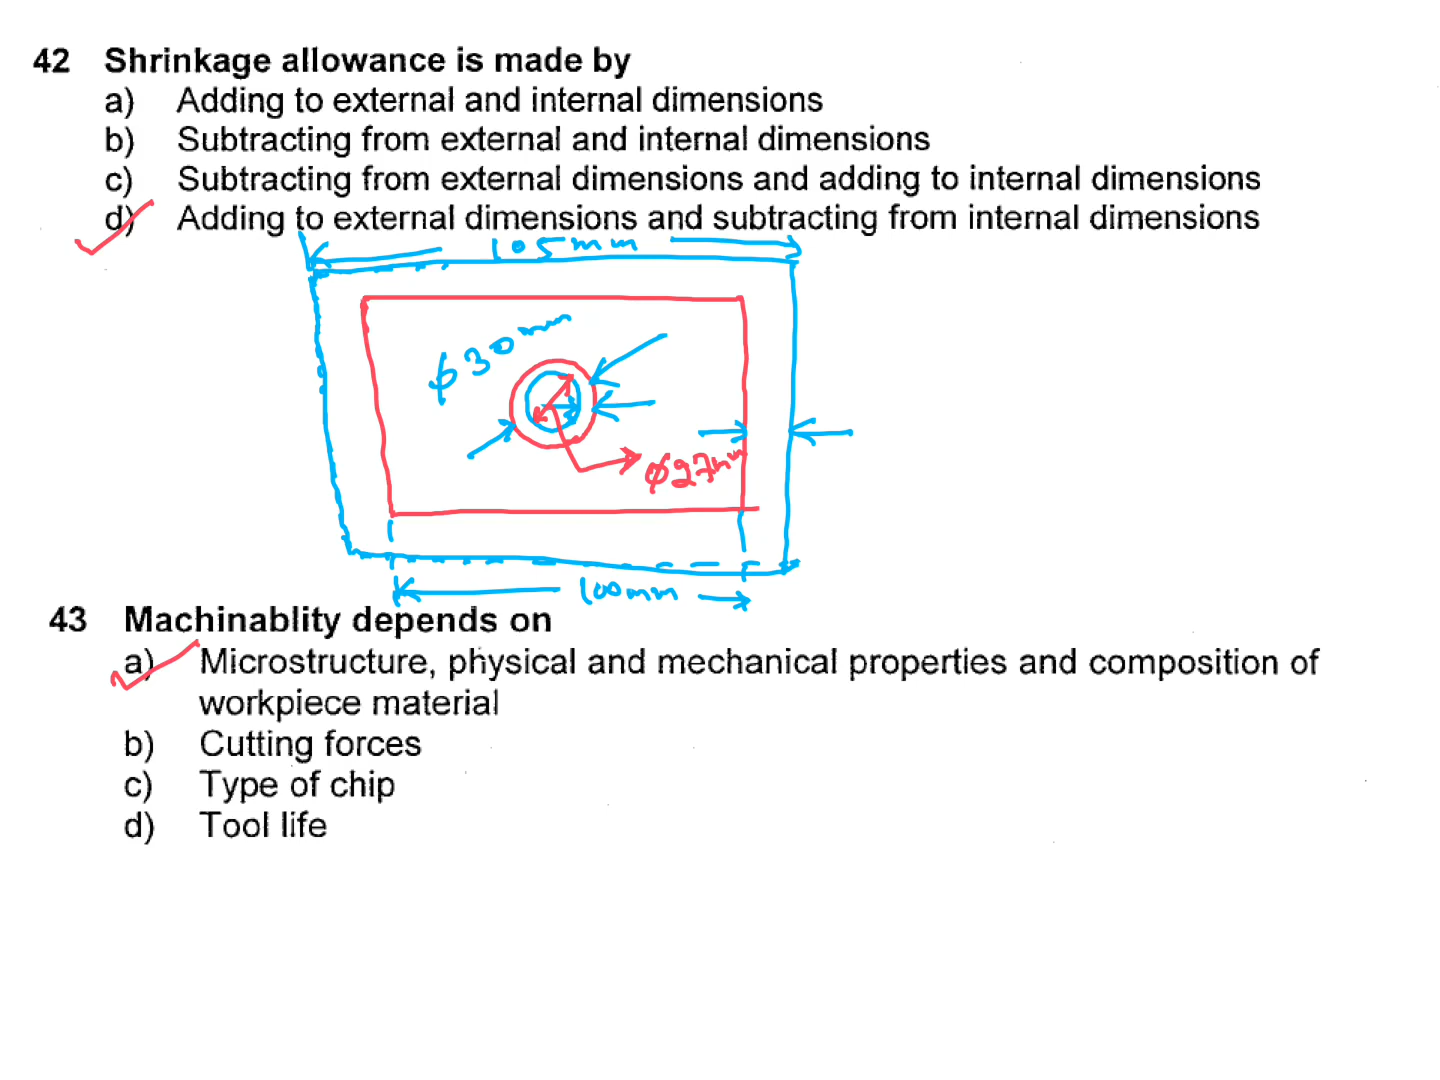 42 Shrinkage allowance is made by
a) Adding to external and internal dimensions
b) Subtracting from external and internal dimensions
c) Subtracting from external dimensions and adding to internal dimensions
d) Adding to external dimensions and subtracting from internal dimensions
105mm
ϕ30mm
ϕ27mm
100mm
43 Machinablity depends on
a) Microstructure, physical and mechanical properties and composition of
workpiece material
b) Cutting forces
c) Type of chip
d) Tool life